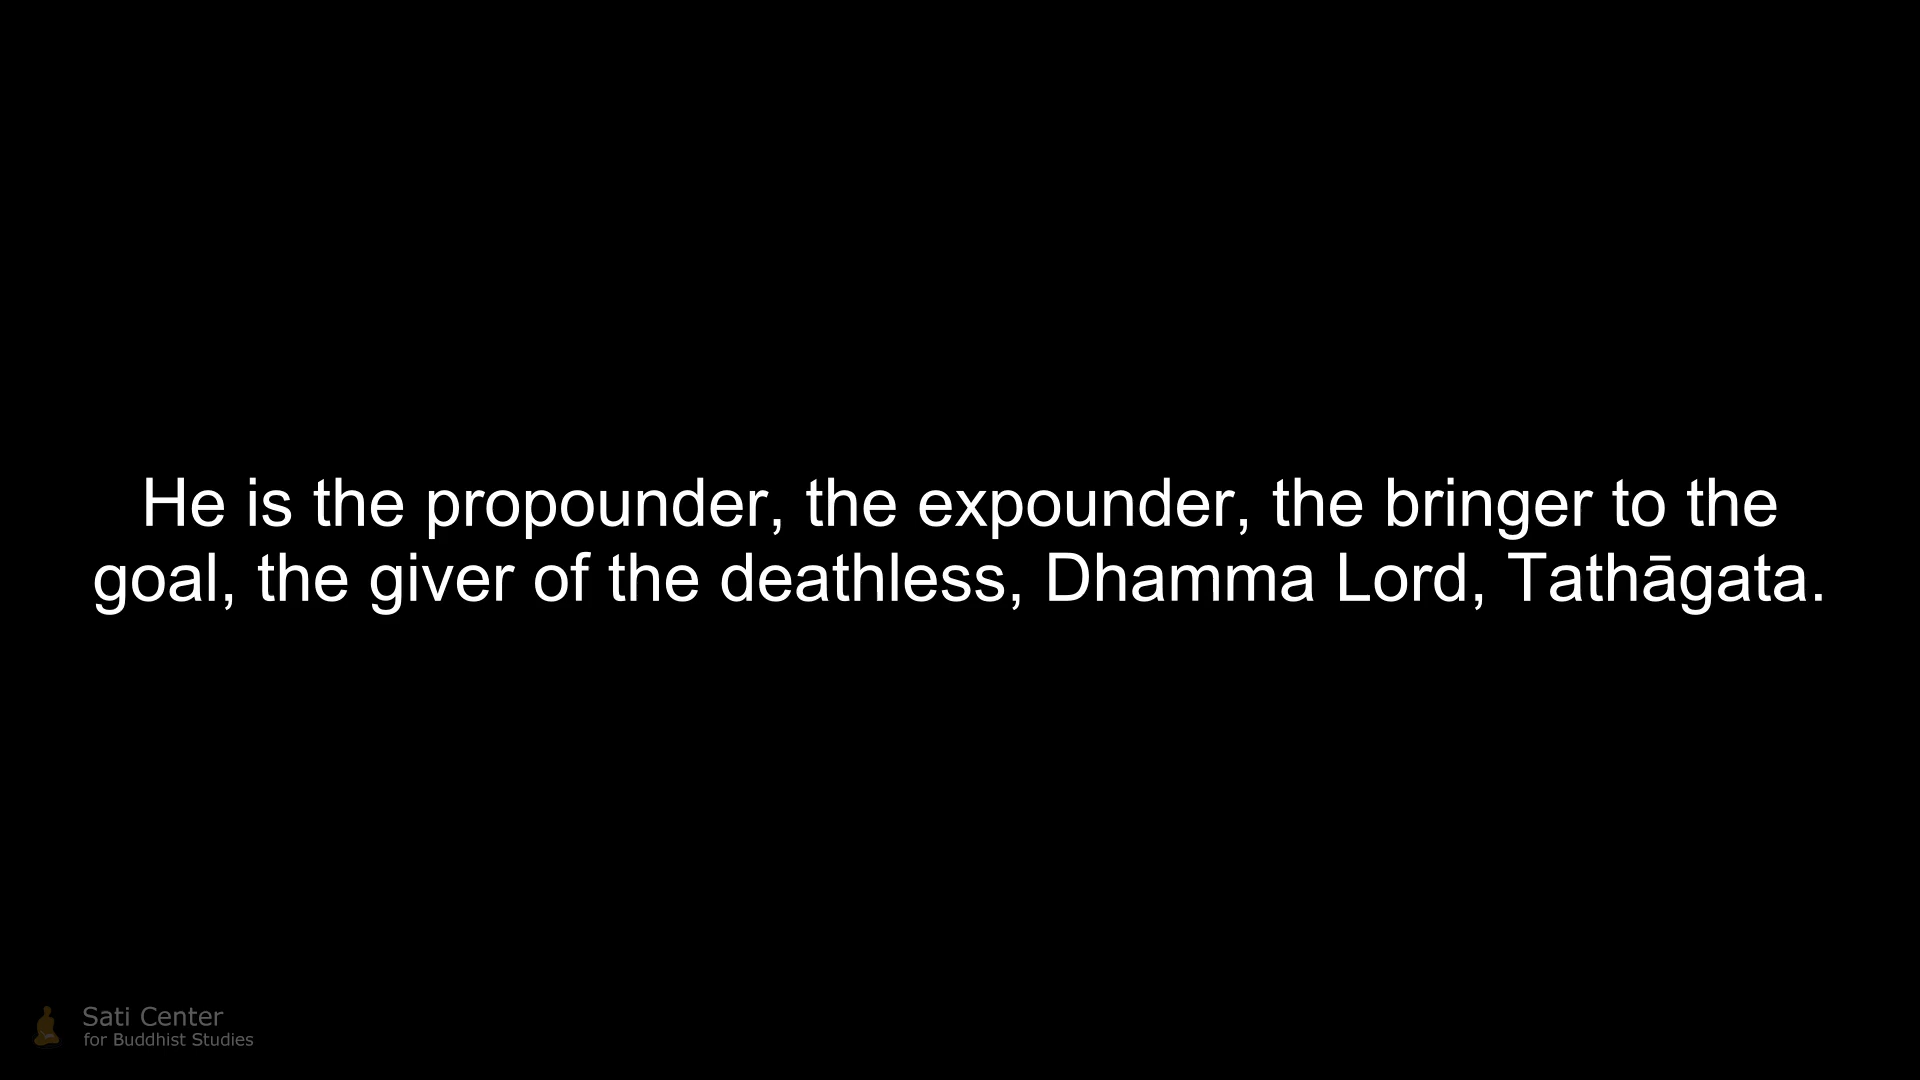 He is the propounder, the expounder, the bringer to the
goal, the giver of the deathless, Dhamma Lord, Tathāgata.
Sati Center
for Buddhist Studies